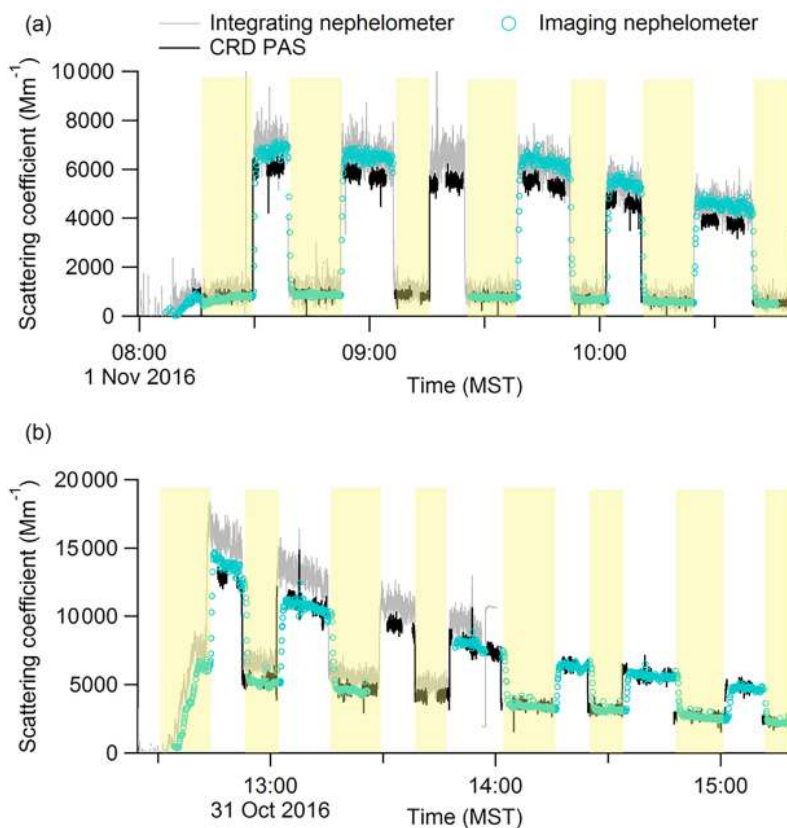 (a)
Integrating nephelometer
Imaging nephelometer
CRD PAS
Scattering coefficient (Mm⁻¹)
10 000
8000
6000
4000
2000
0
08:00 09:00 10:00
1 Nov 2016
Time (MST)
(b)
Scattering coefficient (Mm⁻¹)
20 000
15 000
10 000
5000
0
13:00 14:00 15:00
31 Oct 2016
Time (MST)